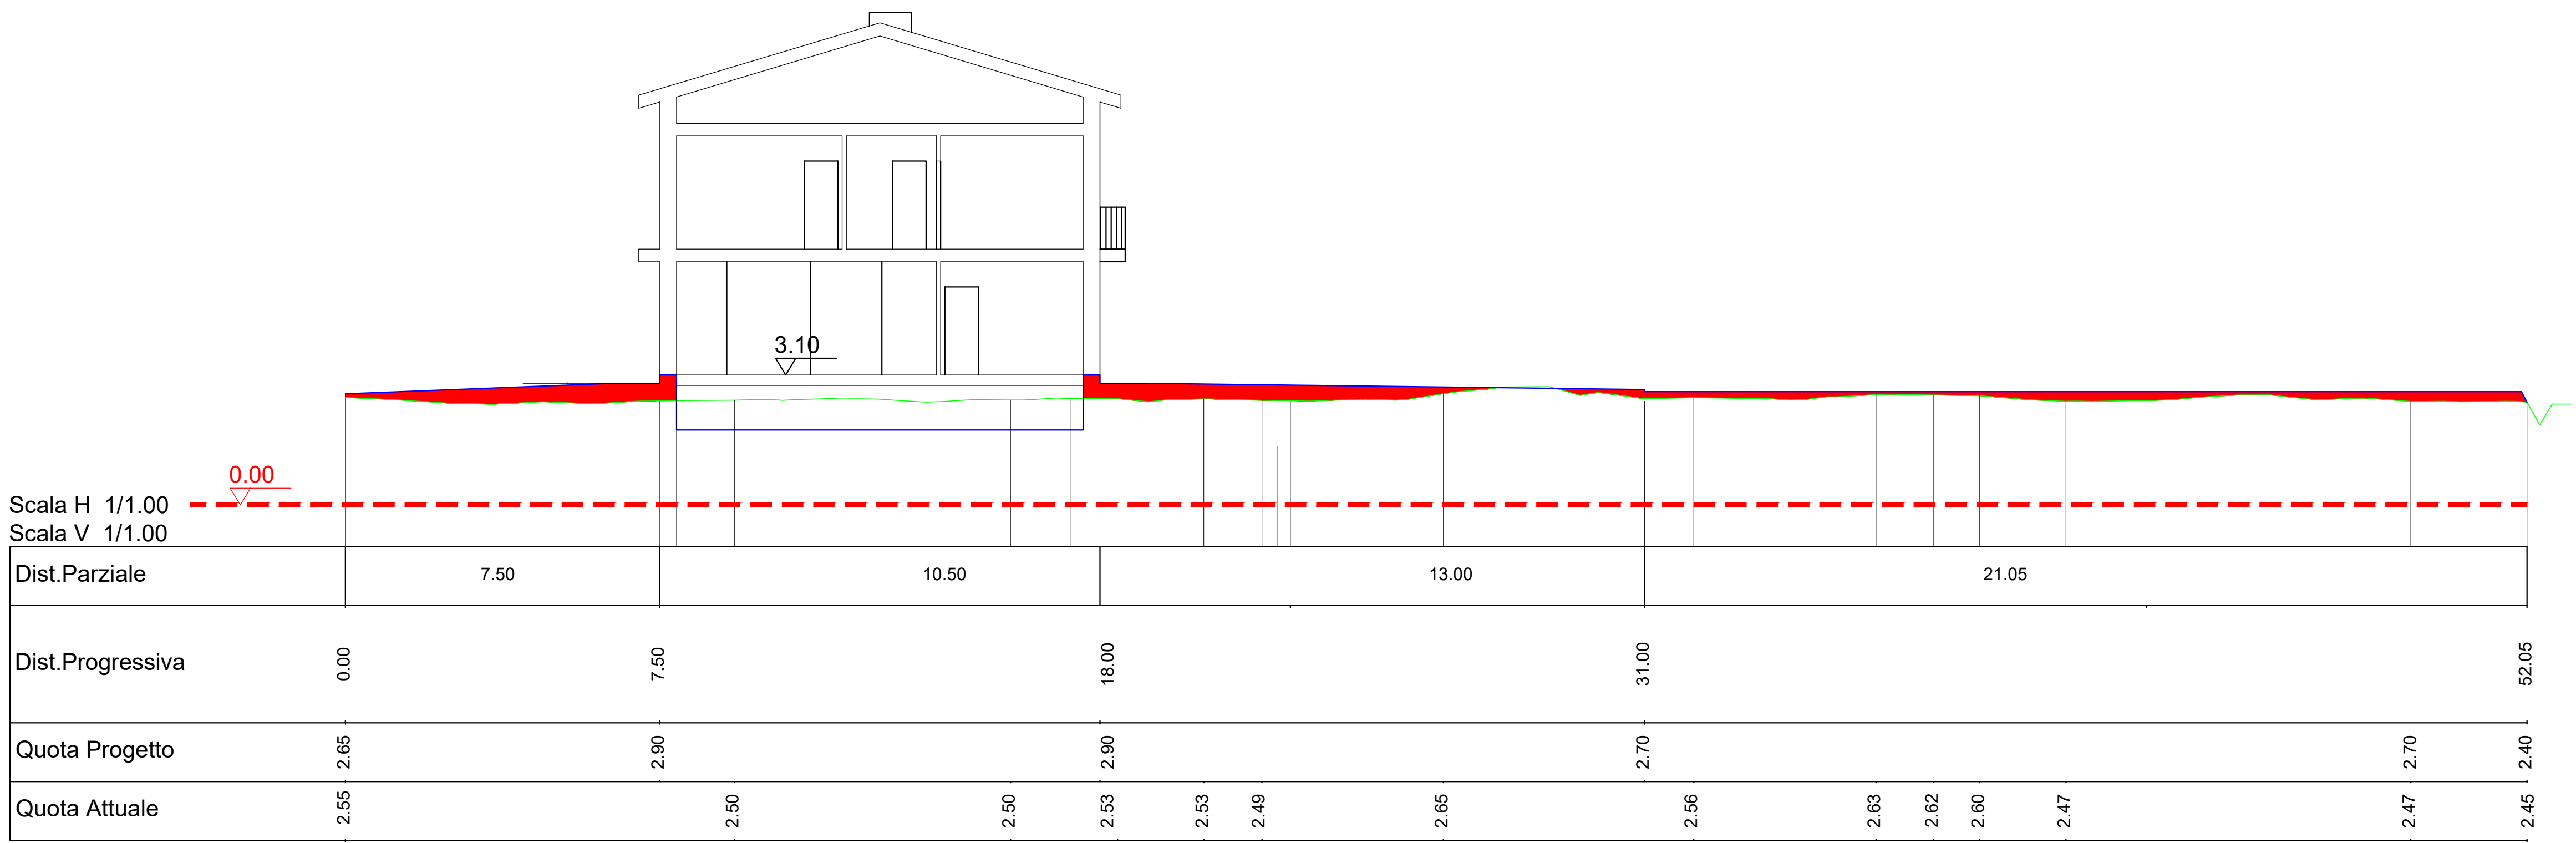 3.10
0.00
Scala H 1/1.00
Scala V 1/1.00
Dist.Parziale 7.50 10.50 13.00 21.05
Dist.Progressiva 0.00 7.50 18.00 31.00 52.05
Quota Progetto 2.65 2.90 2.90 2.70 2.70 2.40
Quota Attuale 2.55 2.50 2.50 2.53 2.53 2.49 2.65 2.56 2.63 2.62 2.60 2.47 2.47 2.45